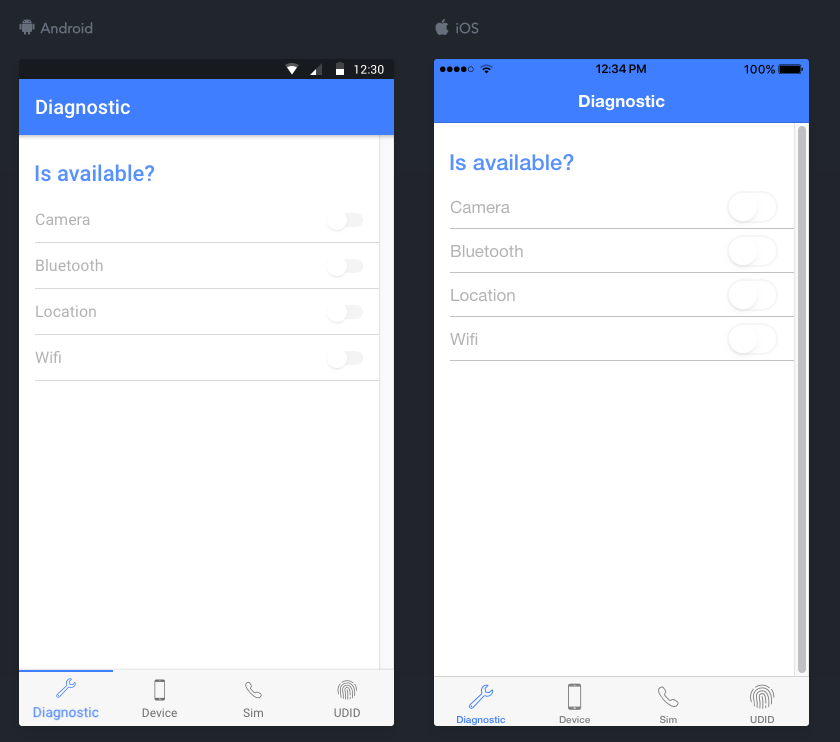 Android
12:30
Diagnostic
Is available?
Camera
Bluetooth
Location
Wifi
Diagnostic Device Sim UDID
iOS
12:34 PM 100%
Diagnostic
Is available?
Camera
Bluetooth
Location
Wifi
Diagnostic Device Sim UDID